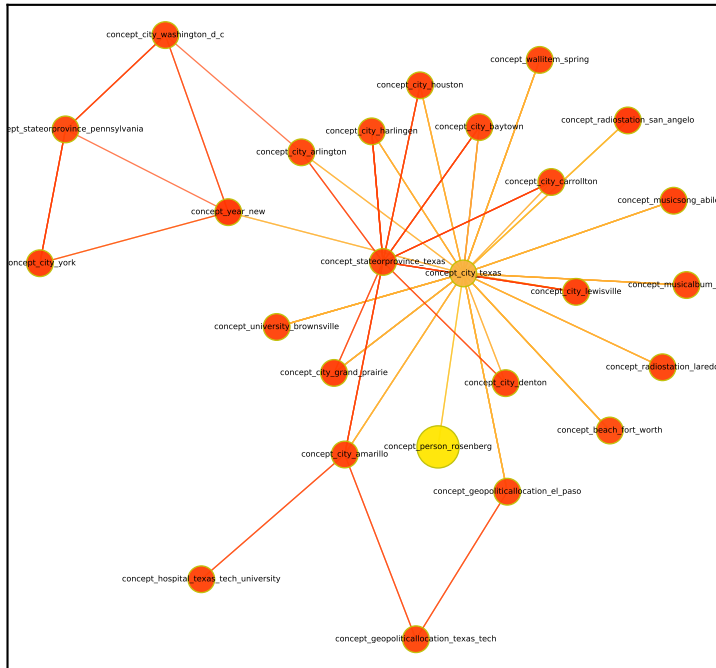 concept_city_washington_d_c
concept_wallitem_spring
concept_city_houston
concept_radiostation_san_angelo
cept_stateorprovince_pennsylvania
concept_city_harlingen
concept_city_baytown
concept_city_arlington
concept_city_carrollton
concept_musicsong_abile
concept_year_new
concept_city_york
concept_stateorprovince_texas
concept_city_texas
concept_musicalbum_
concept_city_lewisville
concept_university_brownsville
concept_radiostation_laredo
concept_city_grand_prairie
concept_city_denton
concept_beach_fort_worth
concept_person_rosenberg
concept_city_amarillo
concept_geopoliticallocation_el_paso
concept_hospital_texas_tech_university
concept_geopoliticallocation_texas_tech